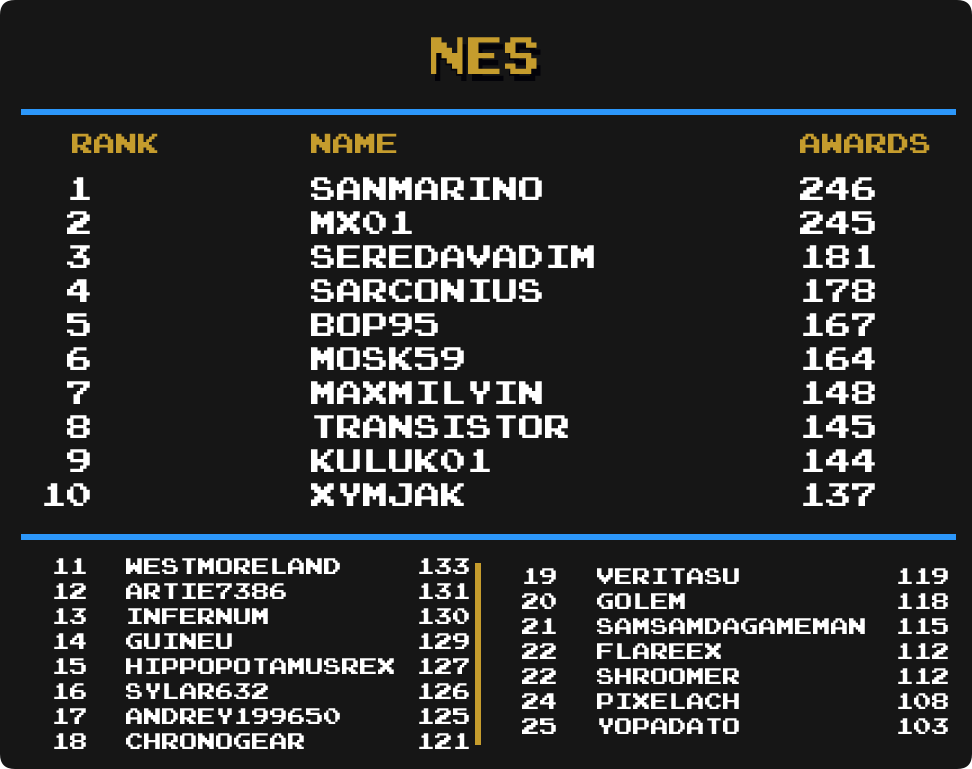 NES
RANK NAME AWARDS
1 SANMARINO 246
2 MX01 245
3 SEREDAVADIM 181
4 SARCONIUS 178
5 BOP95 167
6 MOSK59 164
7 MAXMILYIN 148
8 TRANSISTOR 145
9 KULUK01 144
10 XYMJAK 137
11 WESTMORELAND 133
12 ARTIE7386 131
13 INFERNUM 130
14 GUINEU 129
15 HIPPOPOTAMUSREX 127
16 SYLAR632 126
17 ANDREY199650 125
18 CHRONOGEAR 121
19 VERITASU 119
20 GOLEM 118
21 SAMSAMDAGAMEMAN 115
22 FLAREEX 112
22 SHROOMER 112
24 PIXELACH 108
25 YOPADATO 103